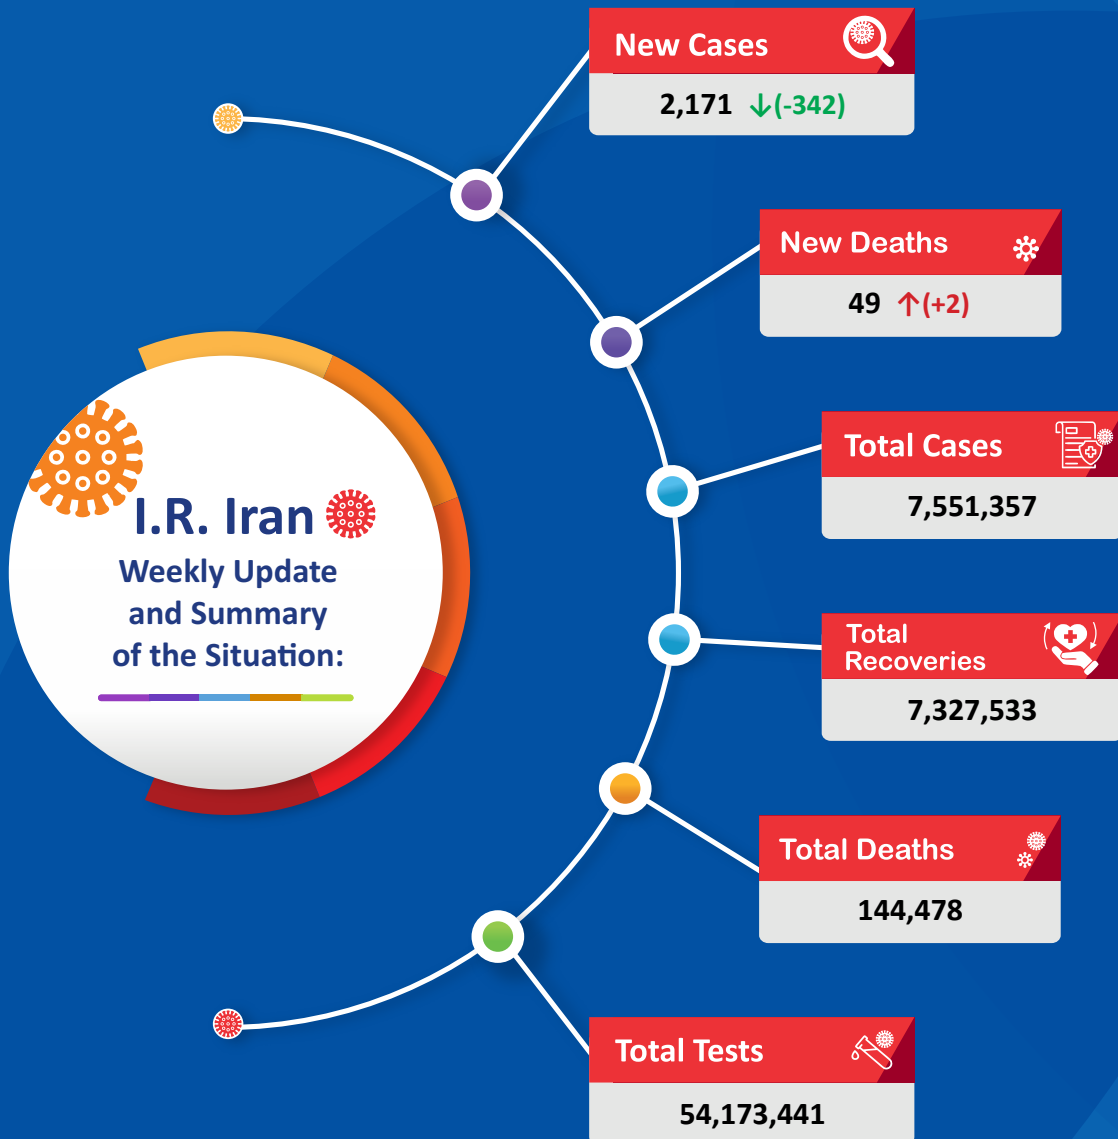 New Cases
2,171 ↓(-342)
New Deaths
49 ↑(+2)
Total Cases
7,551,357
I.R. Iran
Weekly Update
and Summary
of the Situation:
Total
Recoveries
7,327,533
Total Deaths
144,478
Total Tests
54,173,441